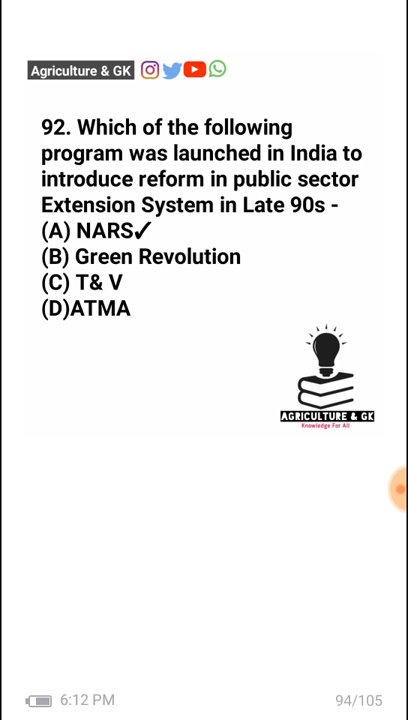 Agriculture & GK
92. Which of the following
program was launched in India to
introduce reform in public sector
Extension System in Late 90s -
(A) NARS✓
(B) Green Revolution
(C) T& V
(D)ATMA
AGRICULTURE & GK
Knowledge For All
6:12 PM
94/105